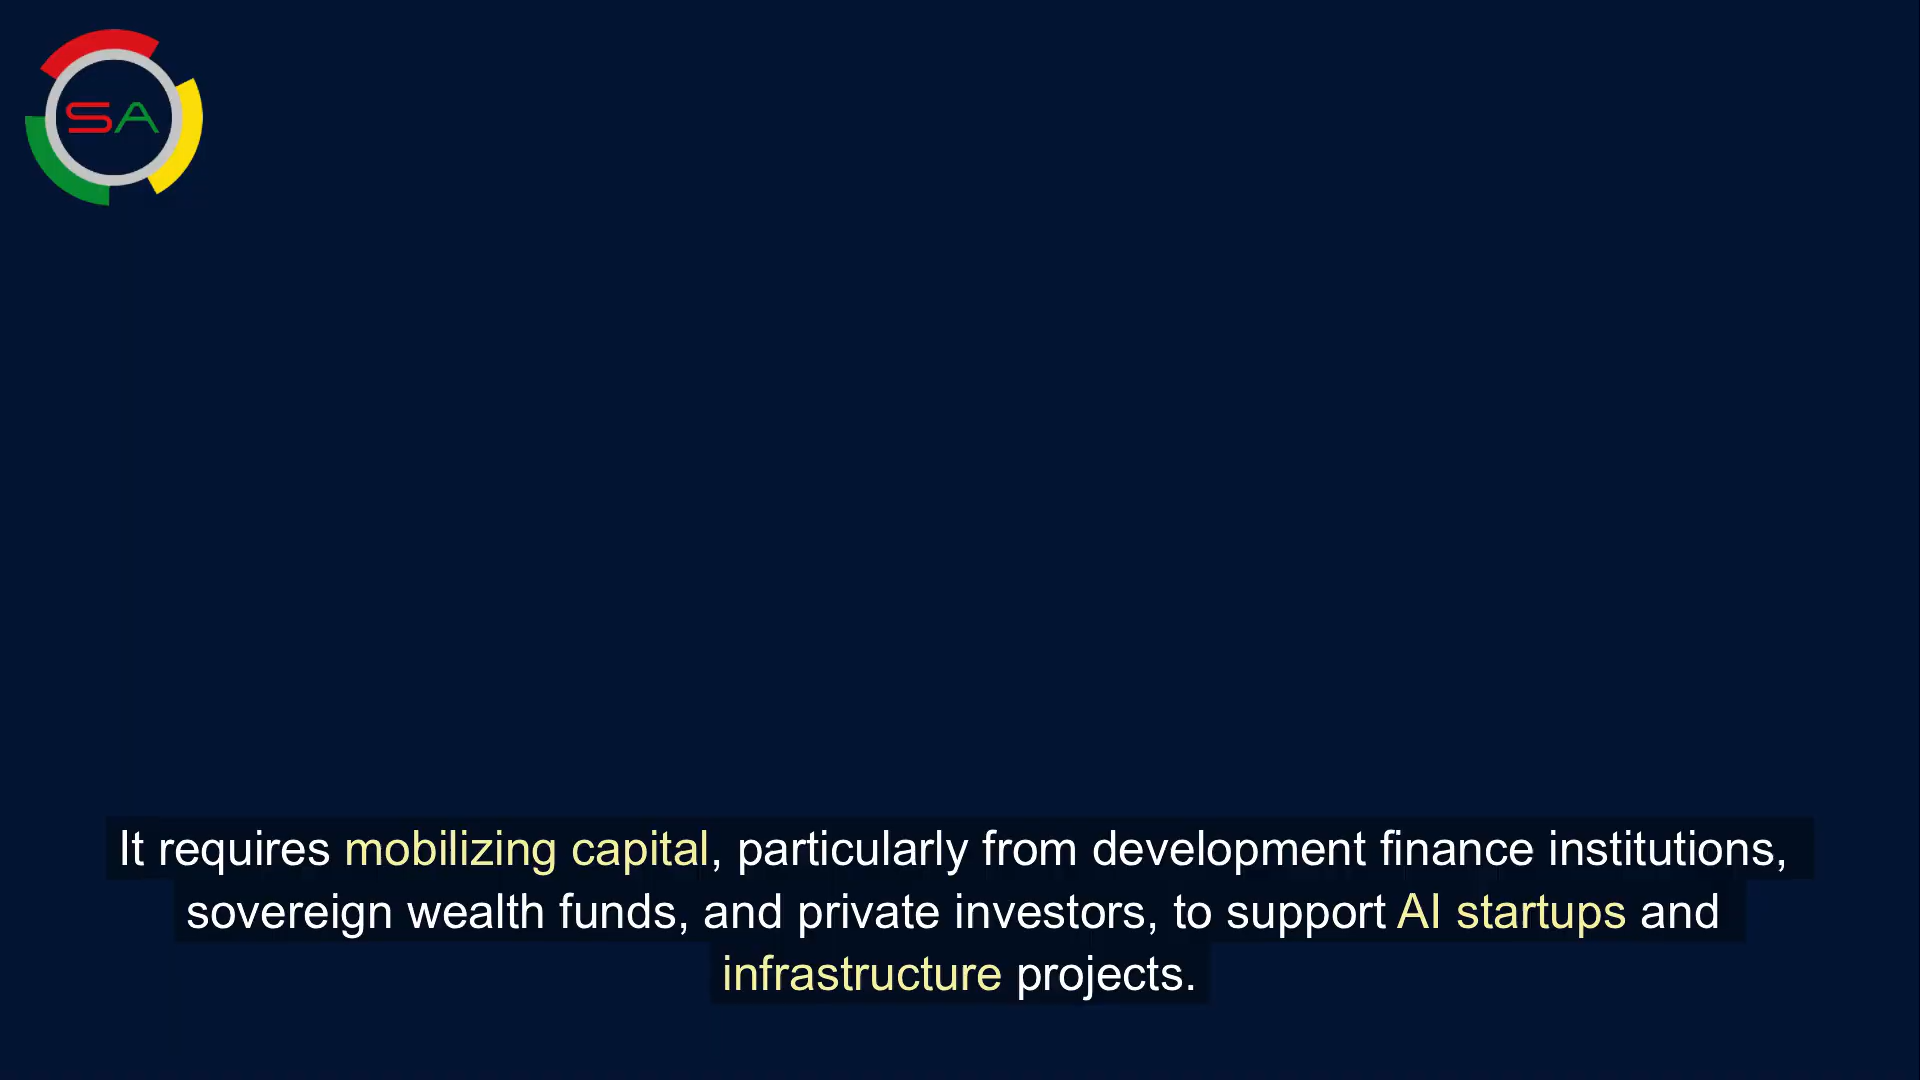 SA
It requires mobilizing capital, particularly from development finance institutions,
sovereign wealth funds, and private investors, to support AI startups and
infrastructure projects.